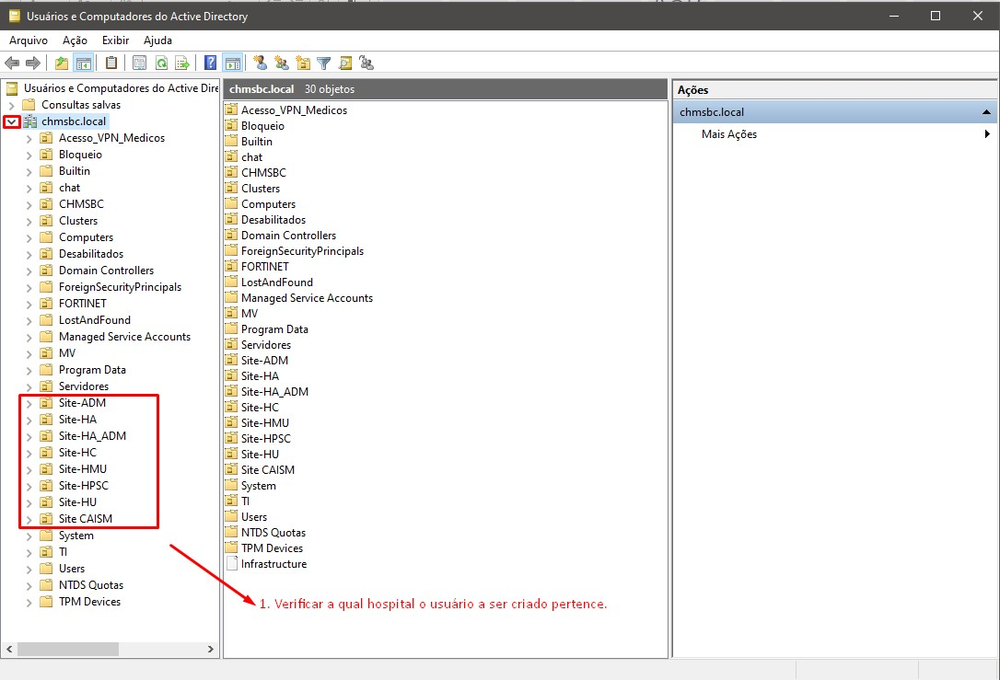 Usuários e Computadores do Active Directory
Arquivo Ação Exibir Ajuda
Usuários e Computadores do Active Dire
Consultas salvas
chmsbc.local
Acesso_VPN_Medicos
Bloqueio
Builtin
chat
CHMSBC
Clusters
Computers
Desabilitados
Domain Controllers
ForeignSecurityPrincipals
FORTINET
LostAndFound
Managed Service Accounts
MV
Program Data
Servidores
Site-ADM
Site-HA
Site-HA_ADM
Site-HC
Site-HMU
Site-HPSC
Site-HU
Site CAISM
System
TI
Users
NTDS Quotas
TPM Devices
chmsbc.local 30 objetos
Acesso_VPN_Medicos
Bloqueio
Builtin
chat
CHMSBC
Clusters
Computers
Desabilitados
Domain Controllers
ForeignSecurityPrincipals
FORTINET
LostAndFound
Managed Service Accounts
MV
Program Data
Servidores
Site-ADM
Site-HA
Site-HA_ADM
Site-HC
Site-HMU
Site-HPSC
Site-HU
Site CAISM
System
TI
Users
NTDS Quotas
TPM Devices
Infrastructure
1. Verificar a qual hospital o usuário a ser criado pertence.
Ações
chmsbc.local
Mais Ações